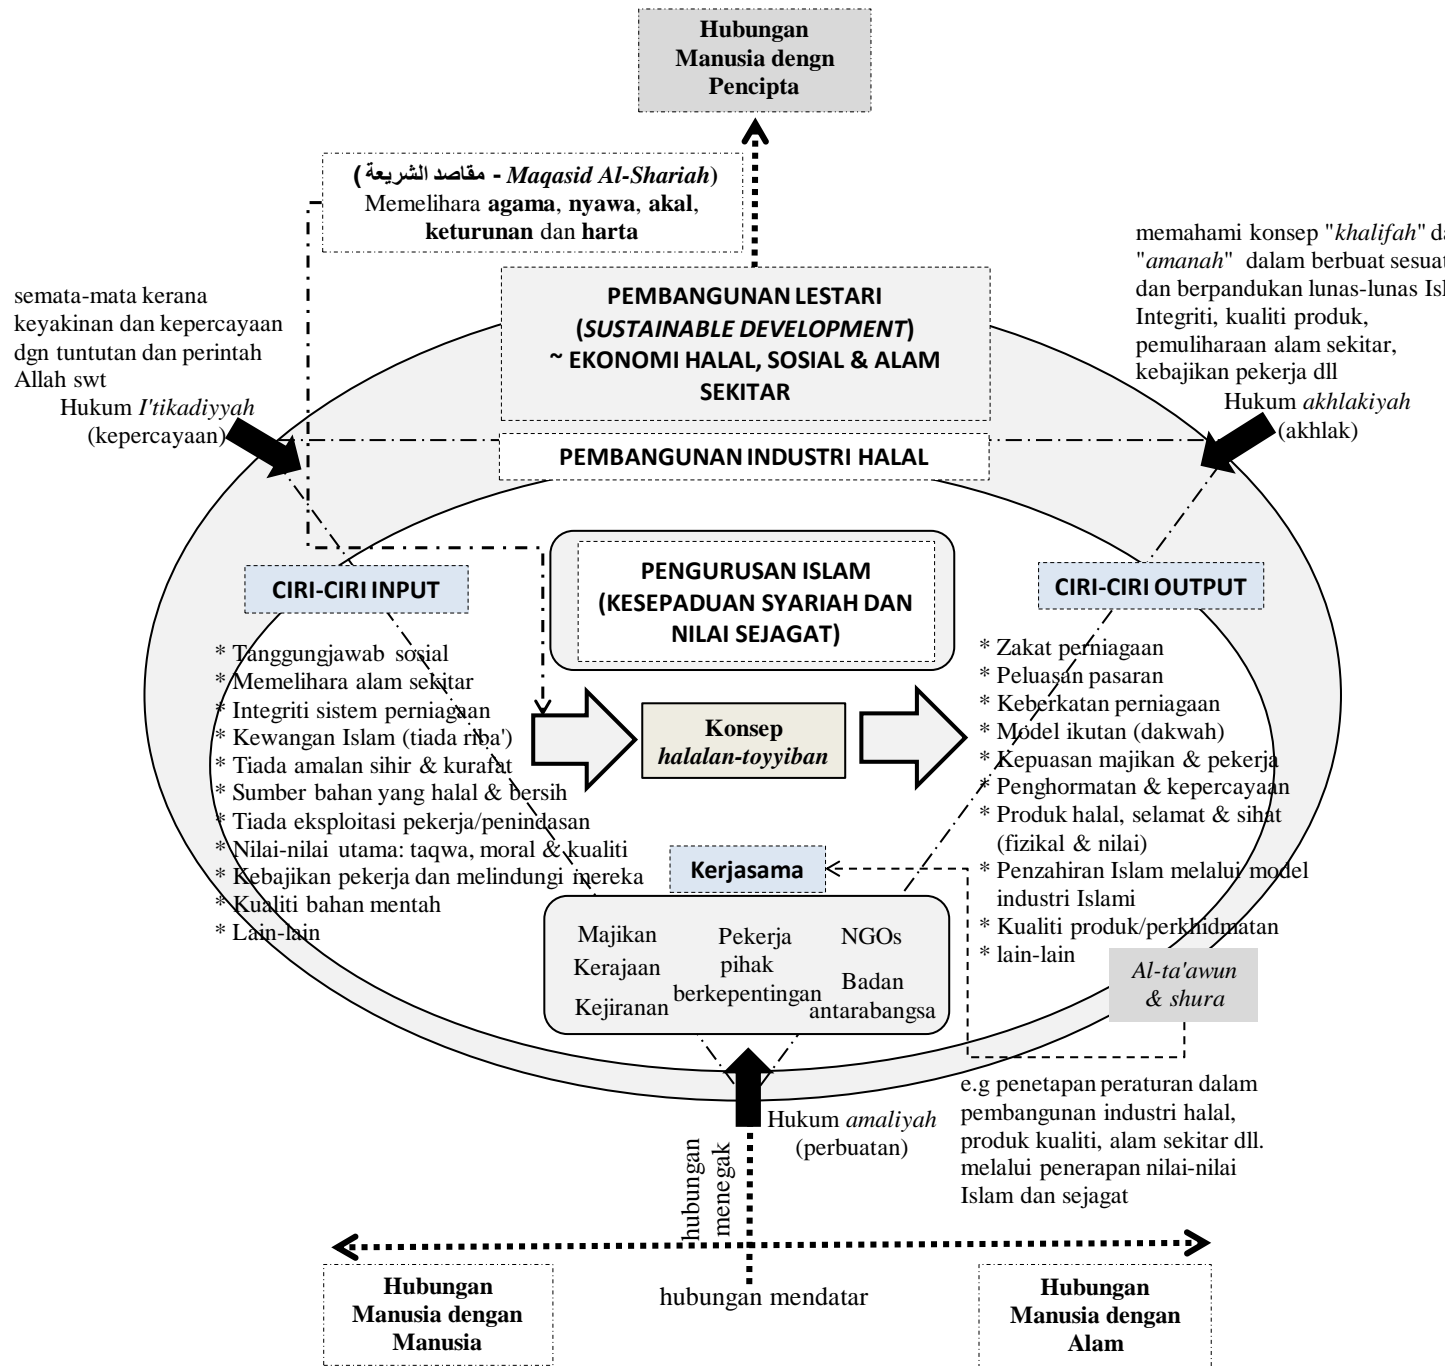 Hubungan
Manusia dengn
Pencipta
(مقاصد الشريعة - Maqasid Al-Shariah)
Memelihara agama, nyawa, akal,
keturunan dan harta
semata-mata kerana
keyakinan dan kepercayaan
dgn tuntutan dan perintah
Allah swt
Hukum I'tikadiyyah
(kepercayaan)
PEMBANGUNAN LESTARI
(SUSTAINABLE DEVELOPMENT)
~ EKONOMI HALAL, SOSIAL & ALAM
SEKITAR
memahami konsep "khalifah"
"amanah" dalam berbuat
dan berpandukan lunas-lunas
Integriti, kualiti produk,
pemuliharaan alam sekitar,
kebajikan pekerja dll
Hukum akhlakiyah
(akhlak)
PEMBANGUNAN INDUSTRI HALAL
PENGURUSAN ISLAM
(KESEPADUAN SYARIAH DAN
NILAI SEJAGAT)
CIRI-CIRI INPUT
* Tanggungjawab sosial
* Memelihara alam sekitar
* Integriti sistem perniagaan
* Kewangan Islam (tiada riba')
* Tiada amalan sihir & kurafat
* Sumber bahan yang halal & bersih
* Tiada eksploitasi pekerja/penindasan
* Nilai-nilai utama: taqwa, moral & kualiti
* Kebajikan pekerja dan melindungi mereka
* Kualiti bahan mentah
* Lain-lain
Konsep
halalan-toyyiban
CIRI-CIRI OUTPUT
* Zakat perniagaan
* Peluasan pasaran
* Keberkatan perniagaan
* Model ikutan (dakwah)
* Kepuasan majikan & pekerja
* Penghormatan & kepercayaan
* Produk halal, selamat & sihat
(fizikal & nilai)
* Penzahiran Islam melalui model
industri Islami
* Kualiti produk/perkhidmatan
* lain-lain
Kerjasama
Majikan
Kerajaan
Kejiranan
Pekerja
pihak
berkepentingan
NGOs
Badan
antarabangsa
Al-ta'awun
& shura
e.g penetapan peraturan dalam
pembangunan industri halal,
produk kualiti, alam sekitar dll.
melalui penerapan nilai-nilai
Islam dan sejagat
Hukum amaliyah
(perbuatan)
hubungan
menegak
hubungan mendatar
Hubungan
Manusia dengan
Manusia
Hubungan
Manusia dengan
Alam